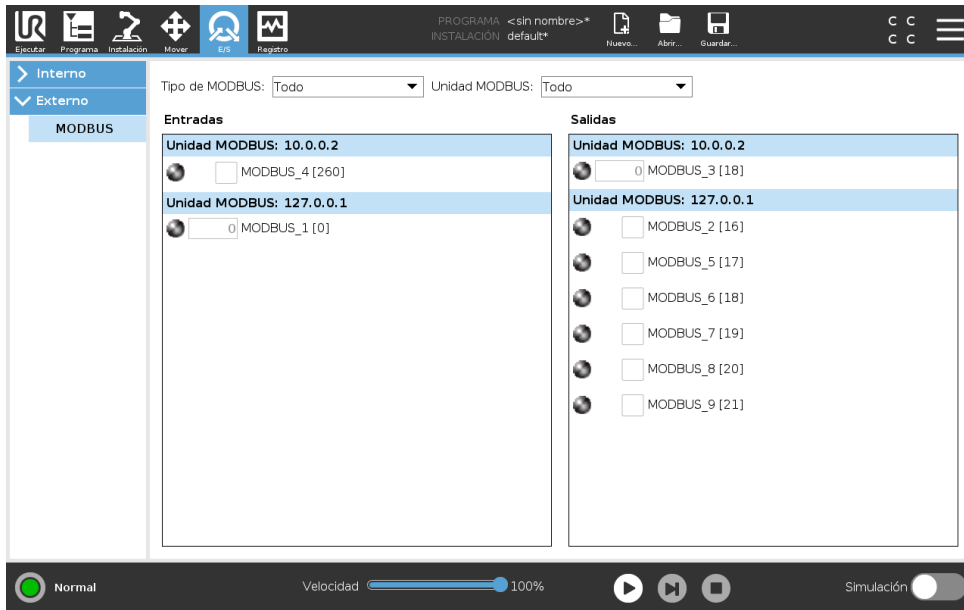 UR
PROGRAMA <sin nombre>*
INSTALACIÓN default*
C C
C C
Ejecutar Programa Instalación Mover E/S Registro Nuevo... Abrir... Guardar...
Interno
Externo
MODBUS
Tipo de MODBUS: Todo Unidad MODBUS: Todo
Entradas
Unidad MODBUS: 10.0.0.2
MODBUS_4 [260]
Unidad MODBUS: 127.0.0.1
0 MODBUS_1 [0]
Salidas
Unidad MODBUS: 10.0.0.2
0 MODBUS_3 [18]
Unidad MODBUS: 127.0.0.1
MODBUS_2 [16]
MODBUS_5 [17]
MODBUS_6 [18]
MODBUS_7 [19]
MODBUS_8 [20]
MODBUS_9 [21]
Normal Velocidad 100% Simulación